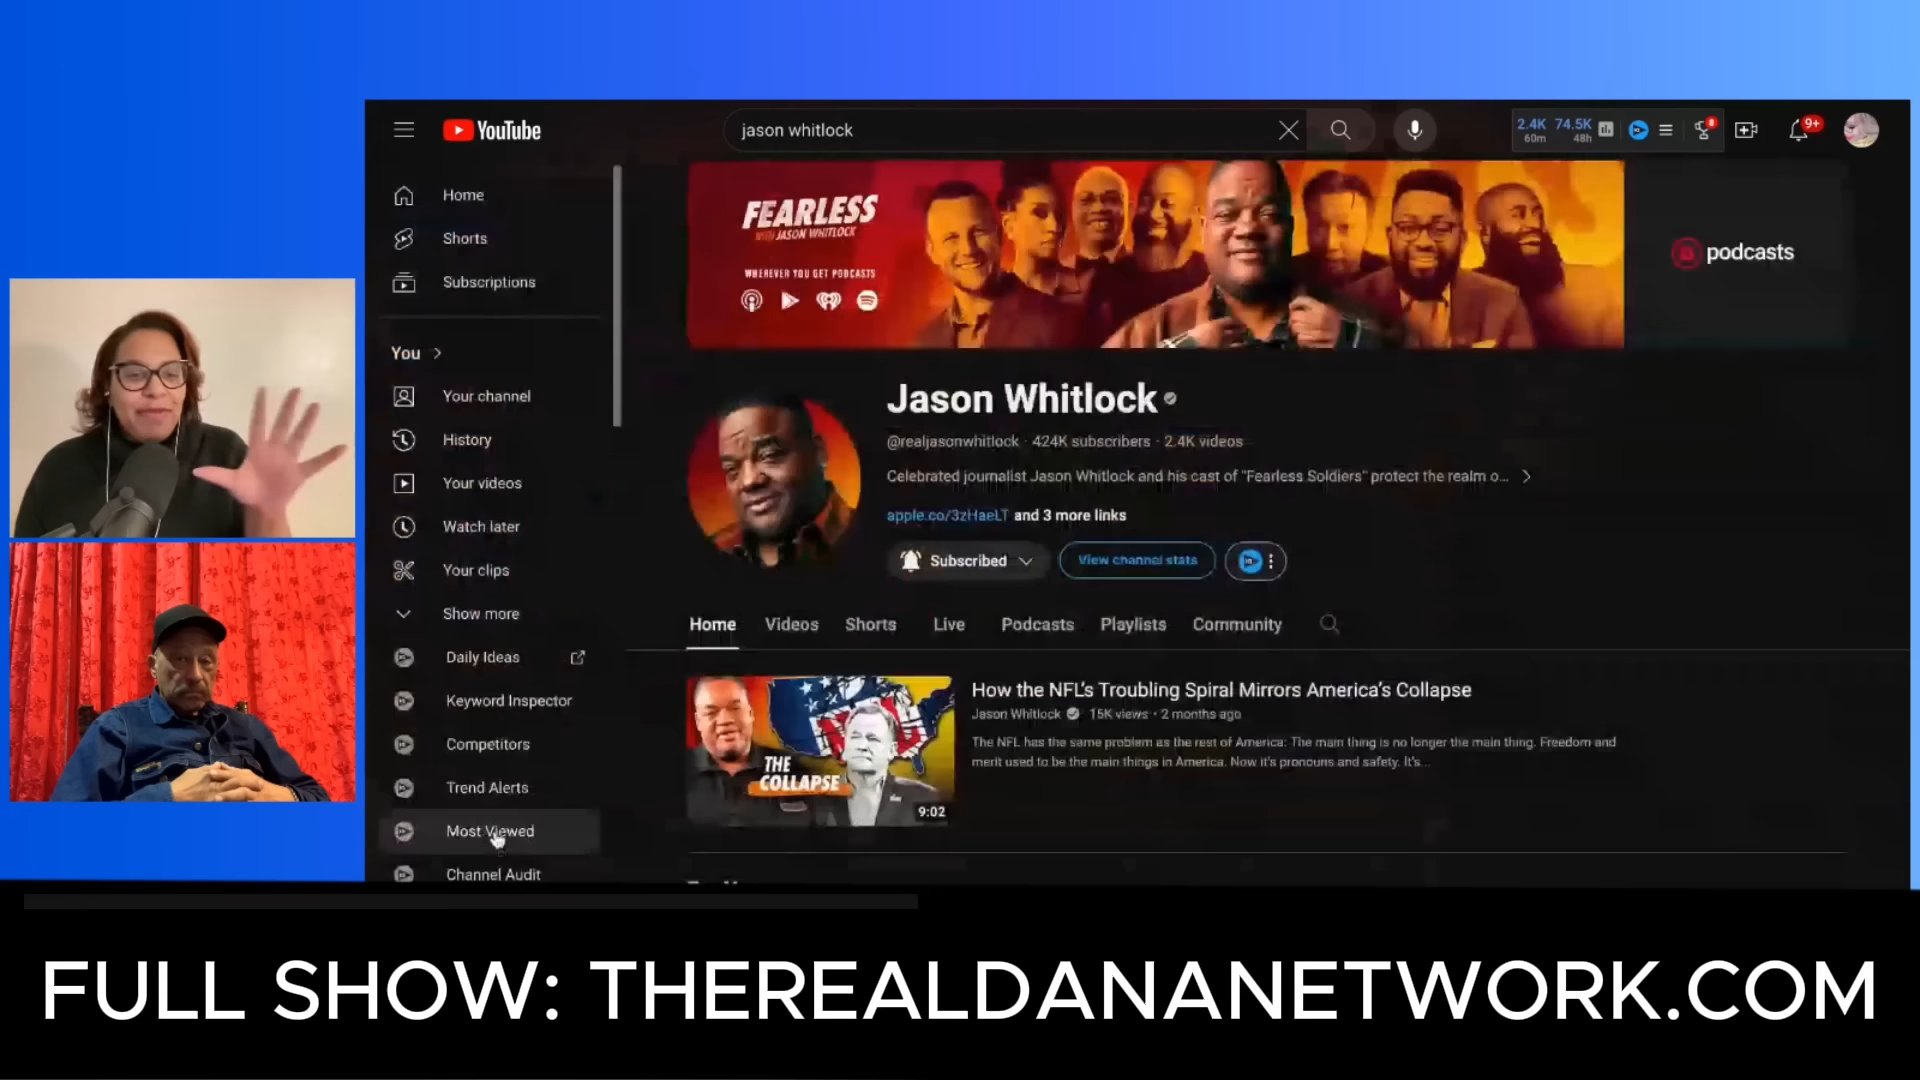 YouTube
jason whitlock
2.4K 74.5K
60m 48h
8
9+
Home
Shorts
Subscriptions
You
Your channel
History
Your videos
Watch later
Your clips
Show more
Daily Ideas
Keyword Inspector
Competitors
Trend Alerts
Most Viewed
Channel Audit
FEARLESS
WITH JASON WHITLOCK
WHEREVER YOU GET PODCASTS
podcasts
Jason Whitlock
@realjasonwhitlock · 424K subscribers · 2.4K videos
Celebrated journalist Jason Whitlock and his cast of "Fearless Soldiers" protect the realm o...
apple.co/3zHaeLT and 3 more links
Subscribed
View channel stats
Home Videos Shorts Live Podcasts Playlists Community
THE
COLLAPSE
9:02
How the NFL's Troubling Spiral Mirrors America's Collapse
Jason Whitlock 15K views · 2 months ago
The NFL has the same problem as the rest of America: The main thing is no longer the main thing. Freedom and
merit used to be the main things in America. Now it's pronouns and safety. It's...
FULL SHOW: THEREALDANANETWORK.COM